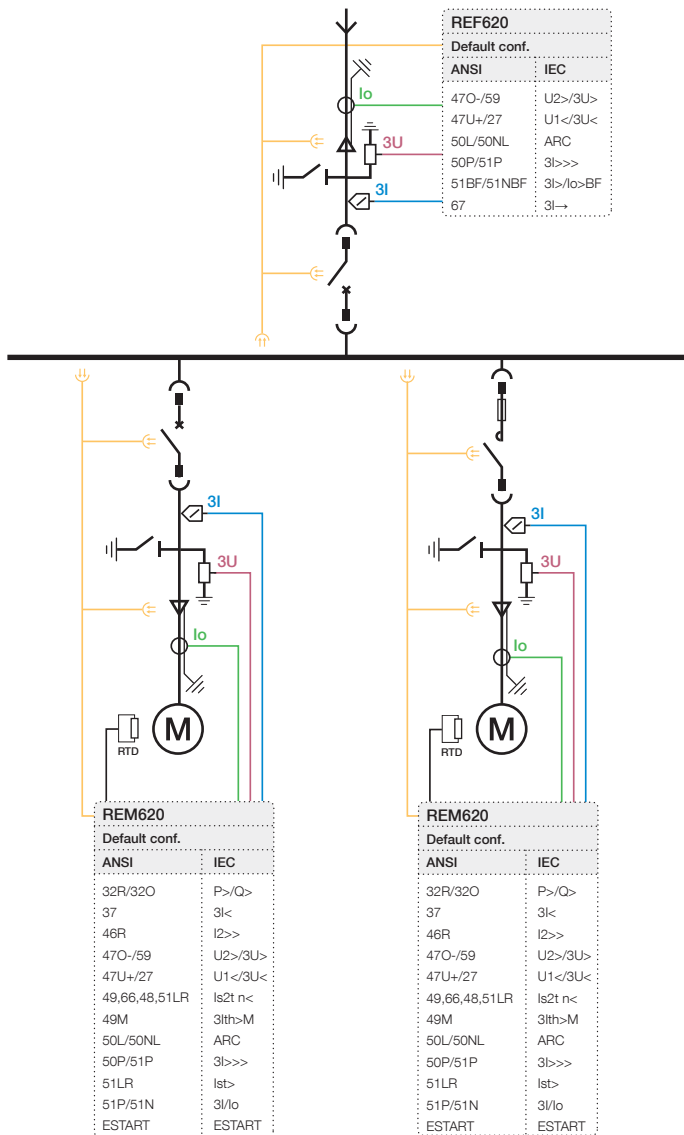 REF620
Default conf.
ANSI IEC
47O-/59 U2>/3U>
47U+/27 U1</3U<
50L/50NL ARC
50P/51P 3I>>>
51BF/51NBF 3I>/Io>BF
67 3I→
Io
3U
3I
3I
3U
Io
M
RTD
3I
3U
Io
M
RTD
REM620
Default conf.
ANSI IEC
32R/32O P>/Q>
37 3I<
46R I2>>
47O-/59 U2>/3U>
47U+/27 U1</3U<
49,66,48,51LR Is2t n<
49M 3Ith>M
50L/50NL ARC
50P/51P 3I>>>
51LR Ist>
51P/51N 3I/Io
ESTART ESTART
REM620
Default conf.
ANSI IEC
32R/32O P>/Q>
37 3I<
46R I2>>
47O-/59 U2>/3U>
47U+/27 U1</3U<
49,66,48,51LR Is2t n<
49M 3Ith>M
50L/50NL ARC
50P/51P 3I>>>
51LR Ist>
51P/51N 3I/Io
ESTART ESTART